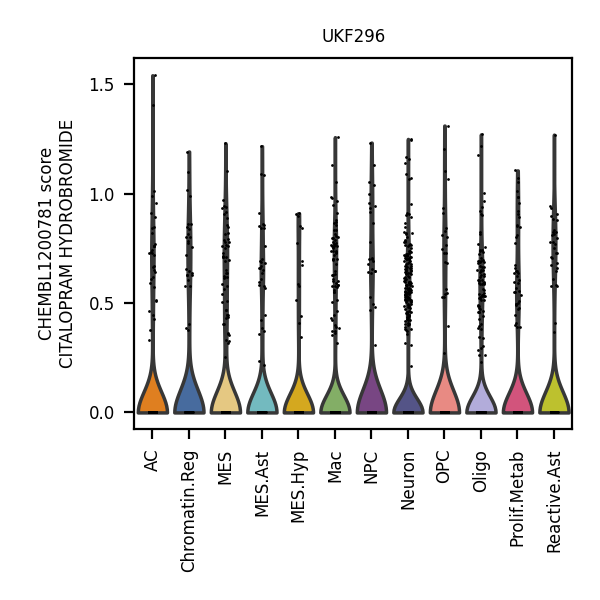 UKF296
CHEMBL1200781 score
CITALOPRAM HYDROBROMIDE
1.5
1.0
0.5
0.0
AC
Chromatin.Reg
MES
MES.Ast
MES.Hyp
Mac
NPC
Neuron
OPC
Oligo
Prolif.Metab
Reactive.Ast